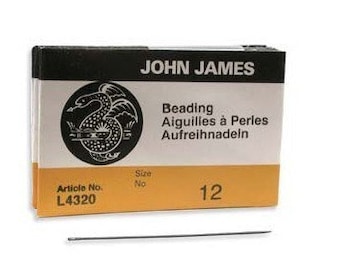 JOHN JAMES
Beading
Aiguilles à Perles
Aufreihnadeln
Article No.
L4320
Size
No.
12